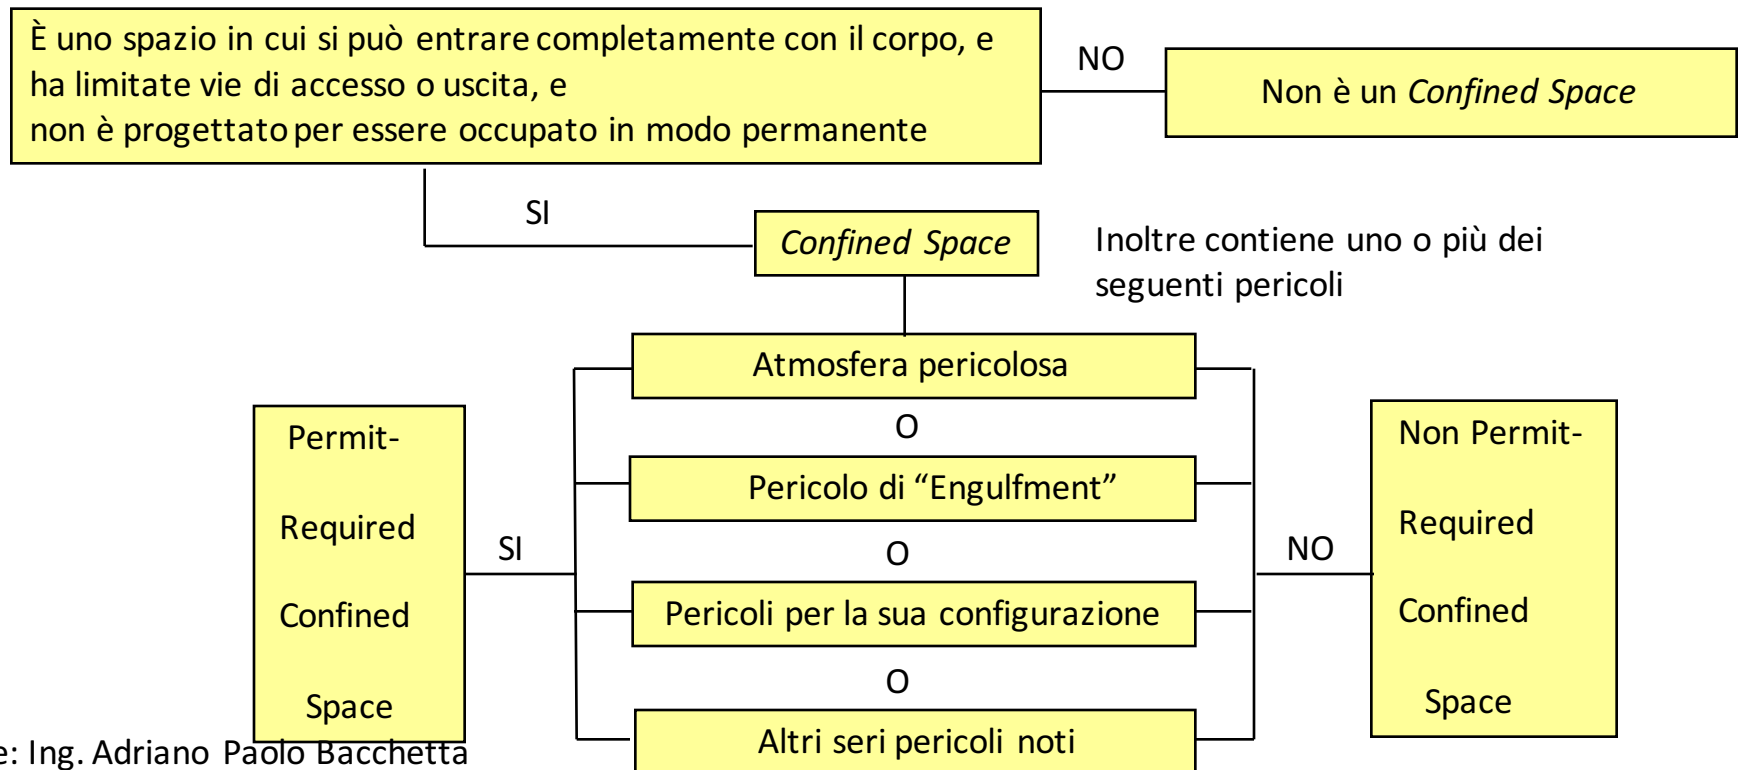 È uno spazio in cui si può entrare completamente con il corpo, e
ha limitate vie di accesso o uscita, e
non è progettato per essere occupato in modo permanente
NO
Non è un Confined Space
SI
Confined Space
Inoltre contiene uno o più dei
seguenti pericoli
Atmosfera pericolosa
O
Pericolo di “Engulfment”
O
Pericoli per la sua configurazione
O
Altri seri pericoli noti
SI
Permit-
Required
Confined
Space
NO
Non Permit-
Required
Confined
Space
e: Ing. Adriano Paolo Bacchetta